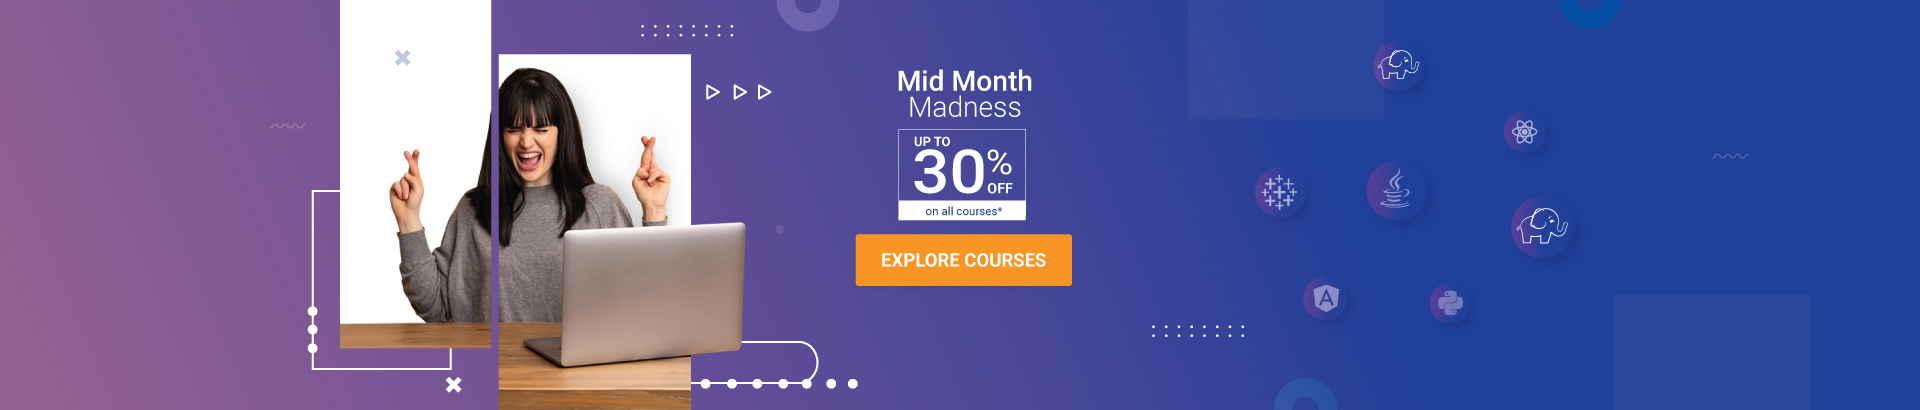 Mid Month
Madness
UP TO
30%
OFF
on all courses*
EXPLORE COURSES